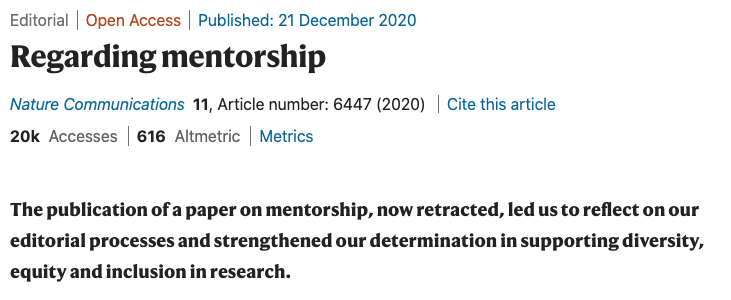 Editorial | Open Access | Published: 21 December 2020
Regarding mentorship
Nature Communications 11, Article number: 6447 (2020) | Cite this article
20k Accesses | 616 Altmetric | Metrics
The publication of a paper on mentorship, now retracted, led us to reflect on our
editorial processes and strengthened our determination in supporting diversity,
equity and inclusion in research.